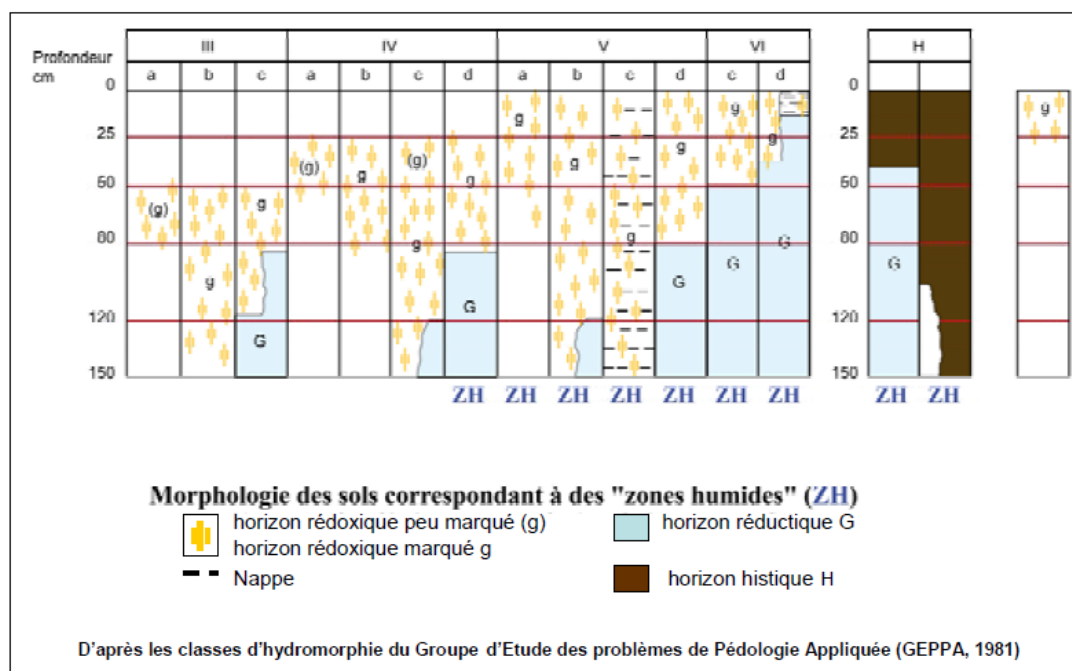 III IV V VI H
Profondeur
cm
a b c a b c d a b c d c d
0 0
g g g
25 25
(g) (g)
g g g g g
50 50
(g) g
80 80
g g g G
G G G
120 120
G
150 150
ZH ZH ZH ZH ZH ZH ZH ZH ZH
Morphologie des sols correspondant à des "zones humides" (ZH)
horizon rédoxique peu marqué (g) horizon réductique G
horizon rédoxique marqué g
Nappe horizon histique H
D'après les classes d'hydromorphie du Groupe d'Etude des problèmes de Pédologie Appliquée (GEPPA, 1981)